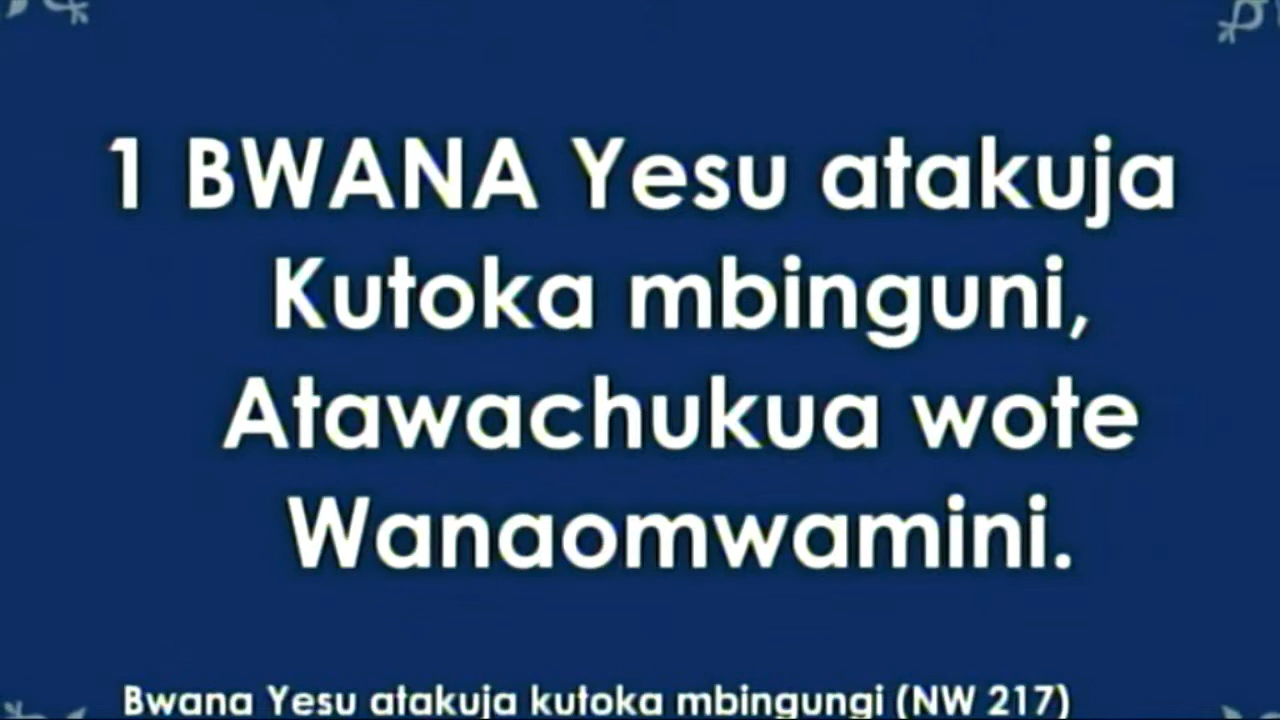 1 BWANA Yesu atakuja
Kutoka mbinguni,
Atawachukua wote
Wanaomwamini.
Bwana Yesu atakuja kutoka mbingungi (NW 217)